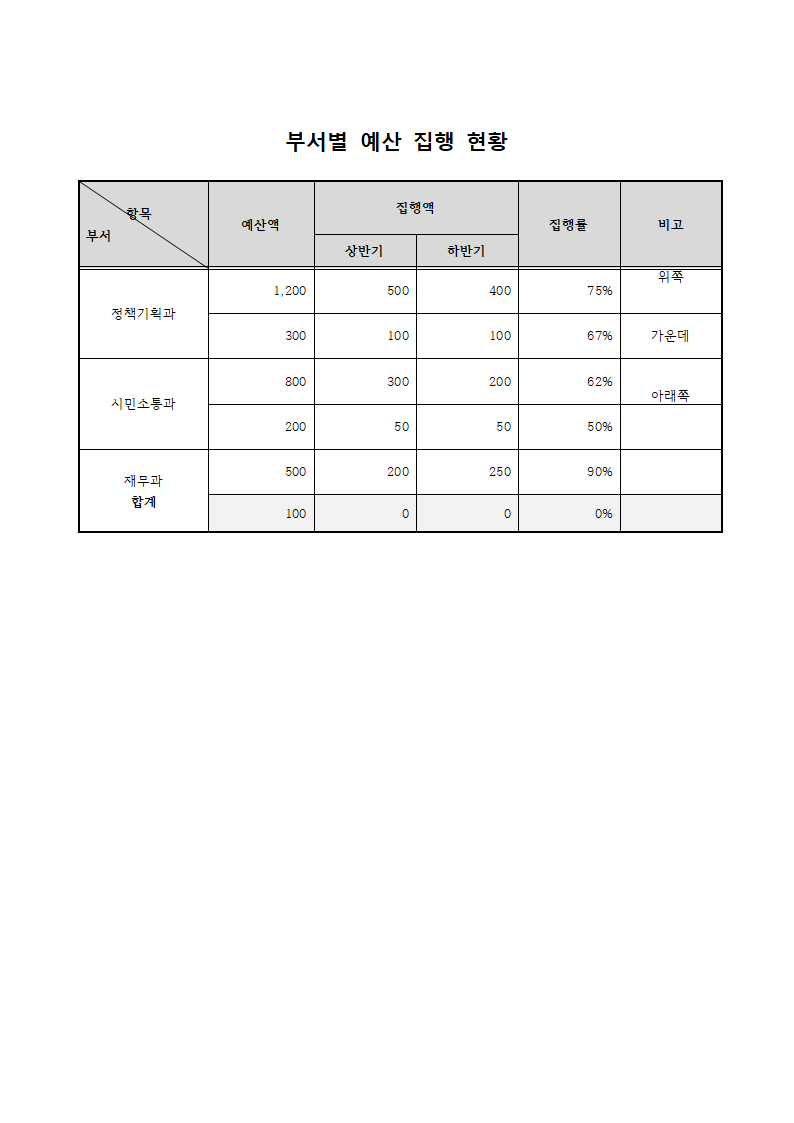 부서별 예산 집행 현황
항목
부서
예산액
집행액
집행률
비고
상반기
하반기
정책기획과
1,200
500
400
75%
위쪽
300
100
100
67%
가운데
시민소통과
800
300
200
62%
아래쪽
200
50
50
50%
재무과
합계
500
200
250
90%
100
0
0
0%